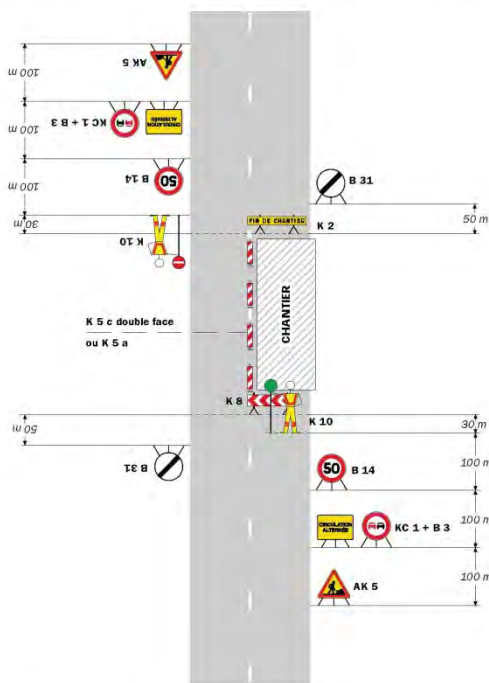 AK 5
100 m
KC 1 + B 3
CIRCULATION
ALTERNÉE
100 m
50
B 14
100 m
B 31
30 m
K 10
FIN DE CHANTIER
K 2
50 m
CHANTIER
K 5 c double face
ou K 5 a
K 8
K 10
50 m
30 m
B 31
50
B 14
100 m
CIRCULATION
ALTERNÉE
KC 1 + B 3
100 m
AK 5
100 m